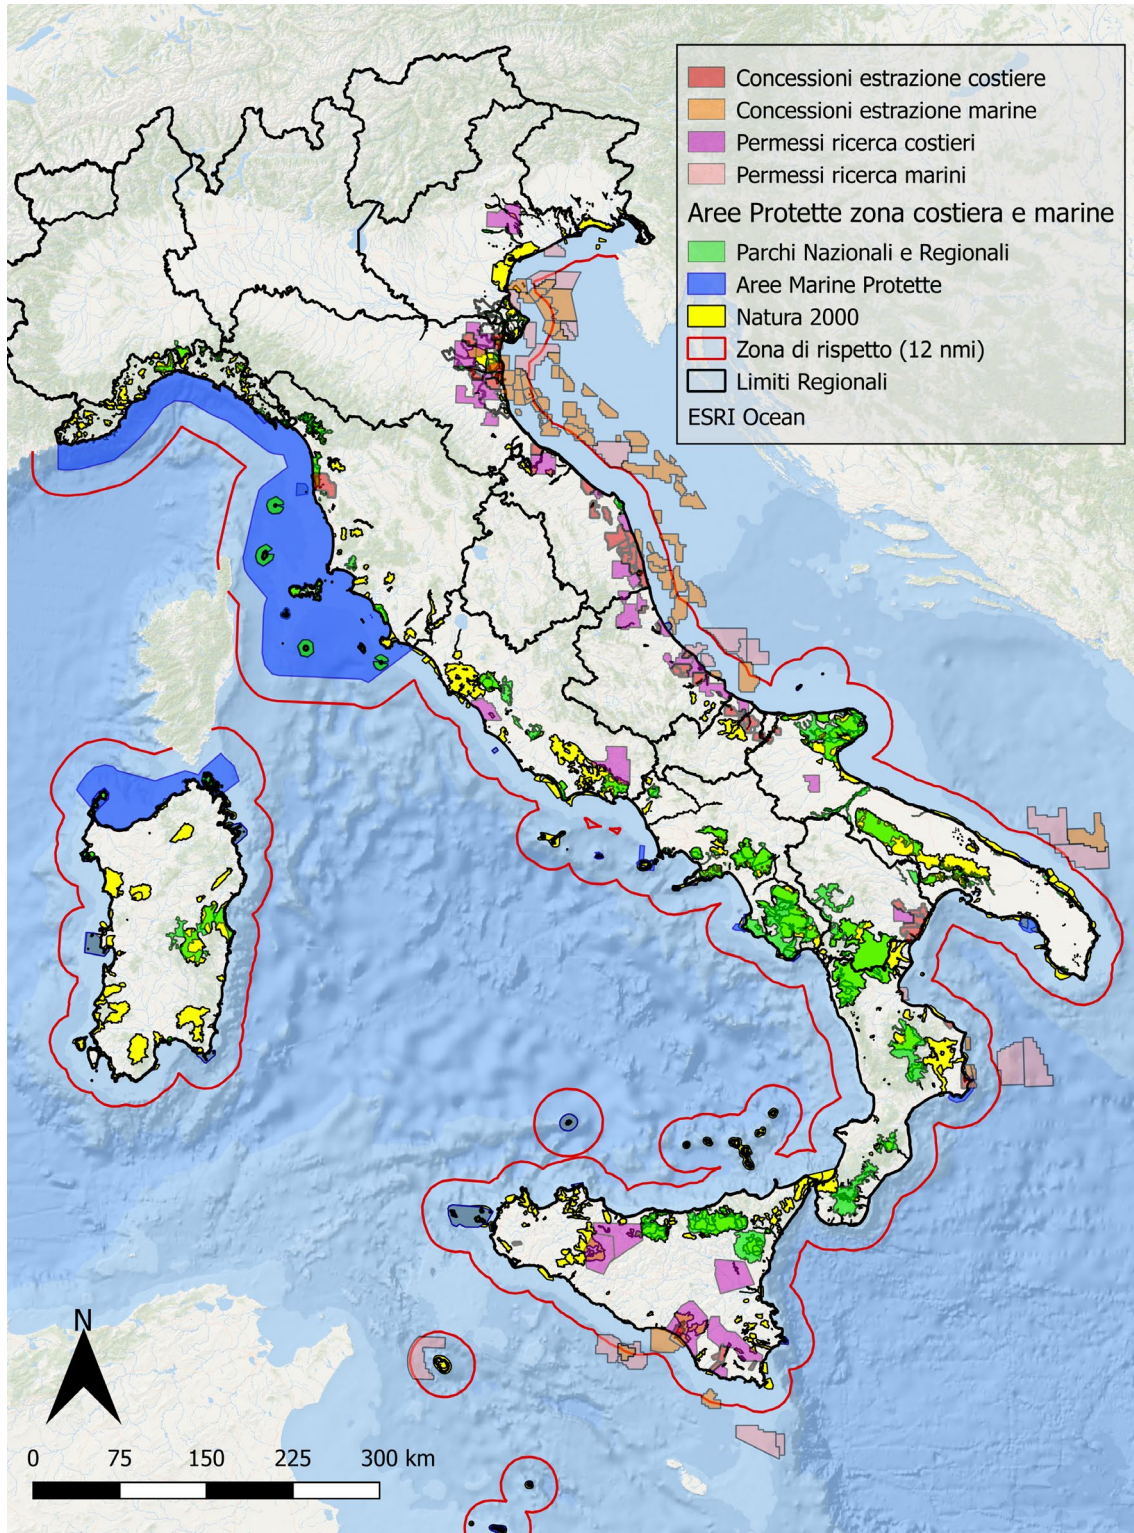 Concessioni estrazione costiere
Concessioni estrazione marine
Permessi ricerca costieri
Permessi ricerca marini
Aree Protette zona costiera e marine
Parchi Nazionali e Regionali
Aree Marine Protette
Natura 2000
Zona di rispetto (12 nmi)
Limiti Regionali
ESRI Ocean
N
0 75 150 225 300 km